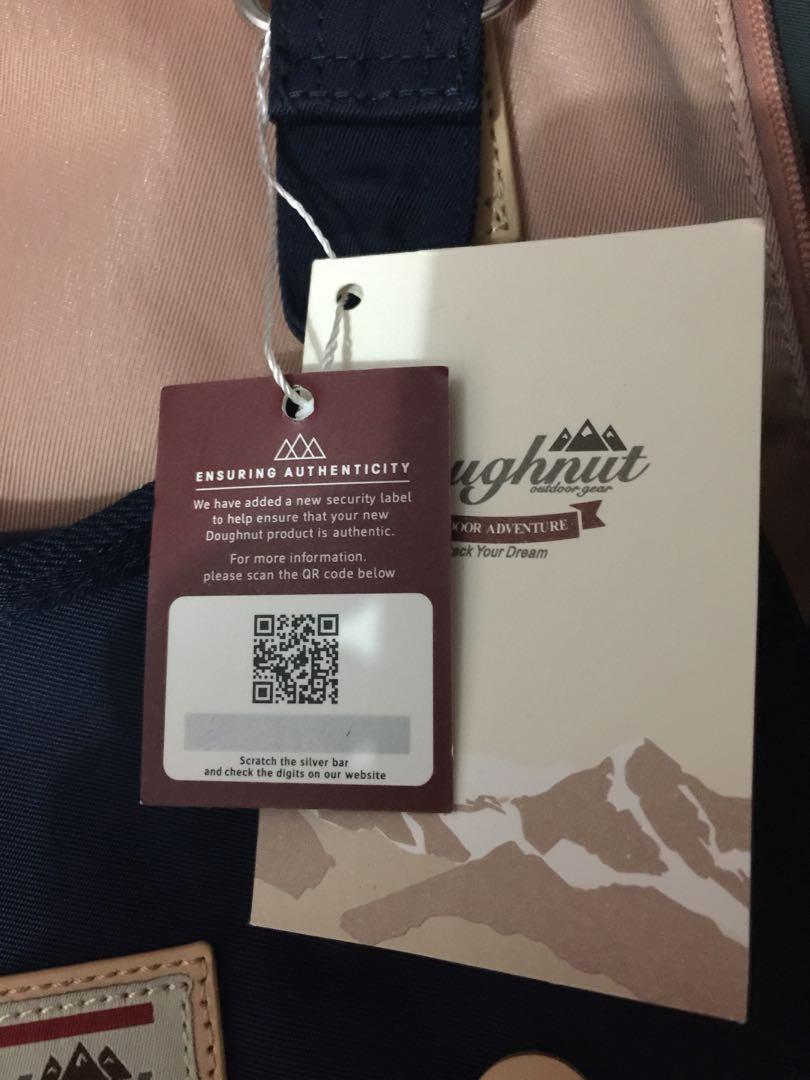 ENSURING AUTHENTICITY
We have added a new security label
to help ensure that your new
Doughnut product is authentic.
For more information.
please scan the QR code below
Scratch the silver bar
and check the digits on our website
ughnut
outdoor gear
OOR ADVENTURE
ack Your Dream